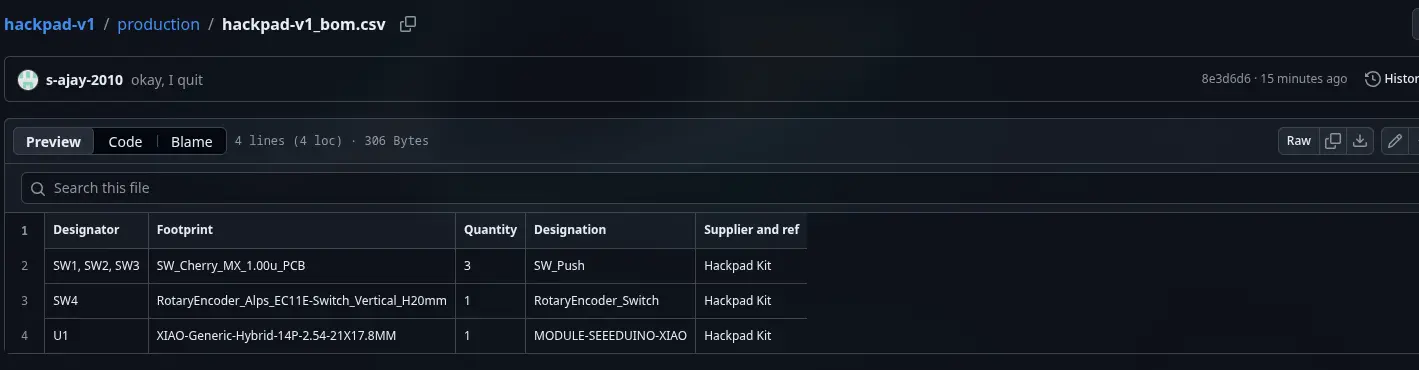 hackpad-v1 / production / hackpad-v1_bom.csv
s-ajay-2010 okay, I quit 8e3d6d6 · 15 minutes ago Histor
Preview Code Blame 4 lines (4 loc) · 306 Bytes Raw
Search this file
1 Designator Footprint Quantity Designation Supplier and ref
2 SW1, SW2, SW3 SW_Cherry_MX_1.00u_PCB 3 SW_Push Hackpad Kit
3 SW4 RotaryEncoder_Alps_EC11E-Switch_Vertical_H20mm 1 RotaryEncoder_Switch Hackpad Kit
4 U1 XIAO-Generic-Hybrid-14P-2.54-21X17.8MM 1 MODULE-SEEEDUINO-XIAO Hackpad Kit